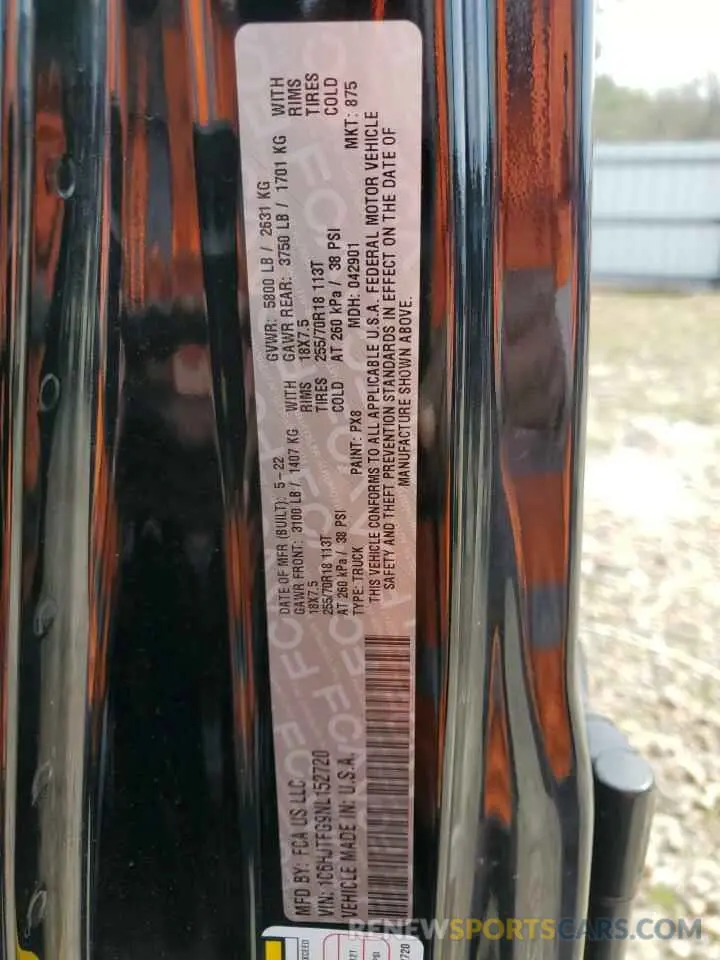 MFD BY: FCA US LLC
DATE OF MFR (BUILT): 5-22
GVWR: 5800 LB / 2631 KG
GAWR FRONT: 3100 LB / 1407 KG WITH
GAWR REAR: 3750 LB / 1701 KG WITH
18X7.5 RIMS
18X7.5 RIMS
255/70R18 113T TIRES
255/70R18 113T TIRES
AT 260 kPa / 38 PSI COLD
AT 260 kPa / 38 PSI COLD
VIN: 1C6HJTFG9NL152720
TYPE: TRUCK
PAINT: PX8
MDH: 042901
MKT: 875
VEHICLE MADE IN: U.S.A.
THIS VEHICLE CONFORMS TO ALL APPLICABLE U.S.A. FEDERAL MOTOR VEHICLE
SAFETY AND THEFT PREVENTION STANDARDS IN EFFECT ON THE DATE OF
MANUFACTURE SHOWN ABOVE.
RENEWSPORTSCARS.COM